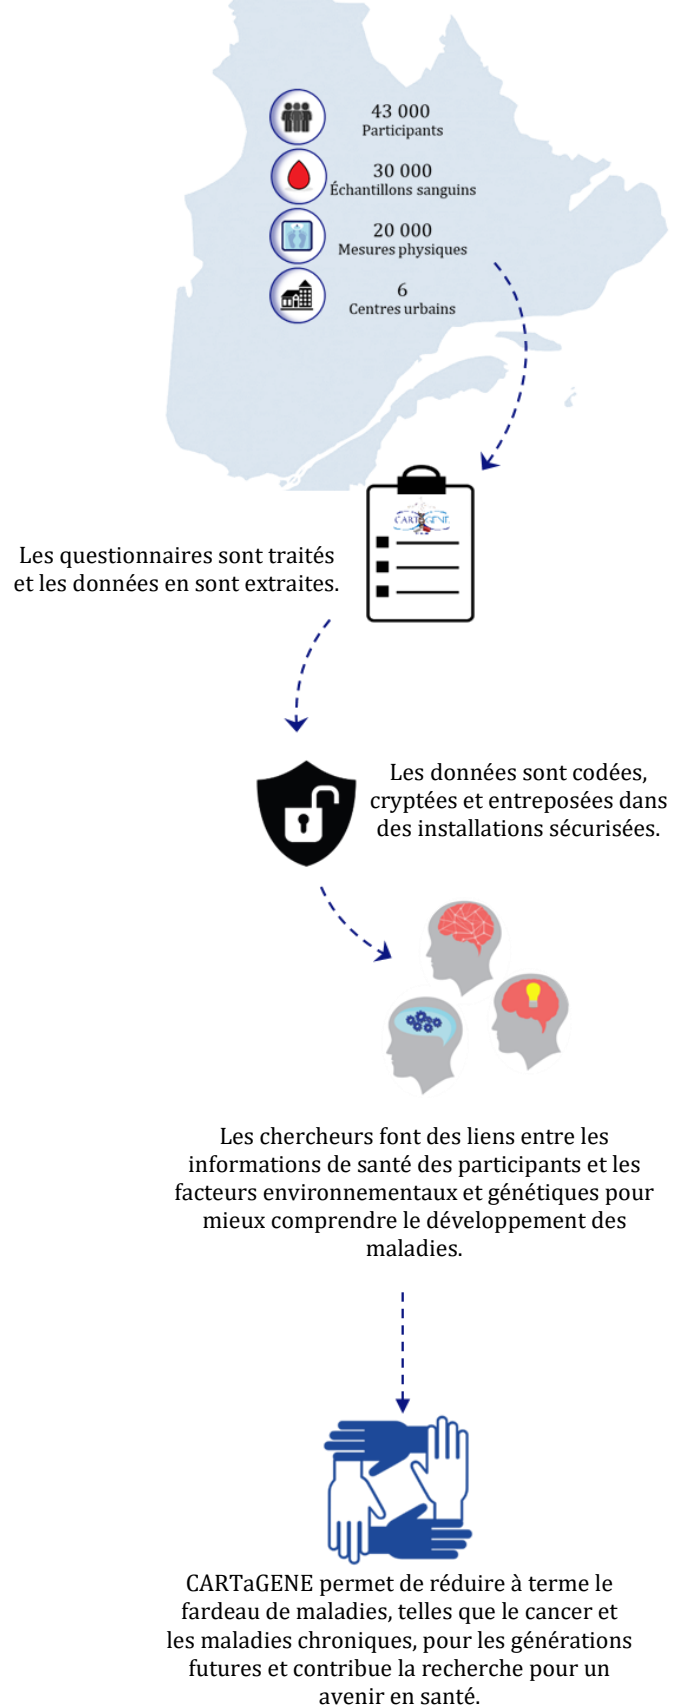 43 000
Participants
30 000
Échantillons sanguins
20 000
Mesures physiques
6
Centres urbains
CARTaGENE
Les questionnaires sont traités
et les données en sont extraites.
Les données sont codées,
cryptées et entreposées dans
des installations sécurisées.
Les chercheurs font des liens entre les
informations de santé des participants et les
facteurs environnementaux et génétiques pour
mieux comprendre le développement des
maladies.
CARTaGENE permet de réduire à terme le
fardeau de maladies, telles que le cancer et
les maladies chroniques, pour les générations
futures et contribue la recherche pour un
avenir en santé.